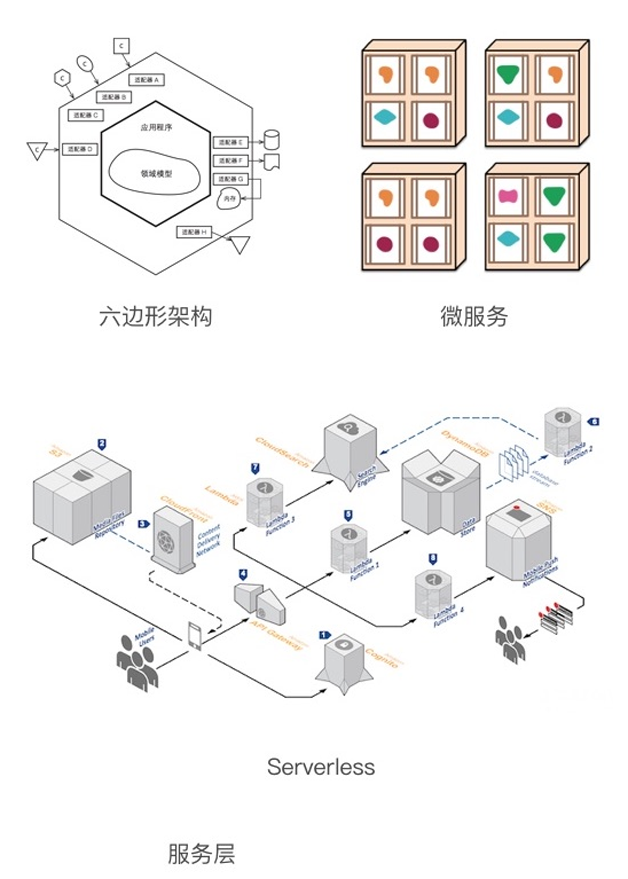 C
C
C
适配器 A
适配器 B
适配器 C
应用程序
适配器 E
C
适配器 D
适配器 F
领域模型
适配器 G
内存
适配器 H
六边形架构
微服务
6
Lambda
Function 2
CloudSearch
DynamoDB
2
S3
Search
Engine
database
streams
7
Lambda
Lambda
Function 3
SNS
3
CloudFront
Media Files
Repository
Content
Delivery
Network
5
Data
Store
Lambda
Function 1
Mobile Push
Notifications
4
8
Lambda
Function 4
API Gateway
Mobile
Users
1
Cognito
Serverless
服务层